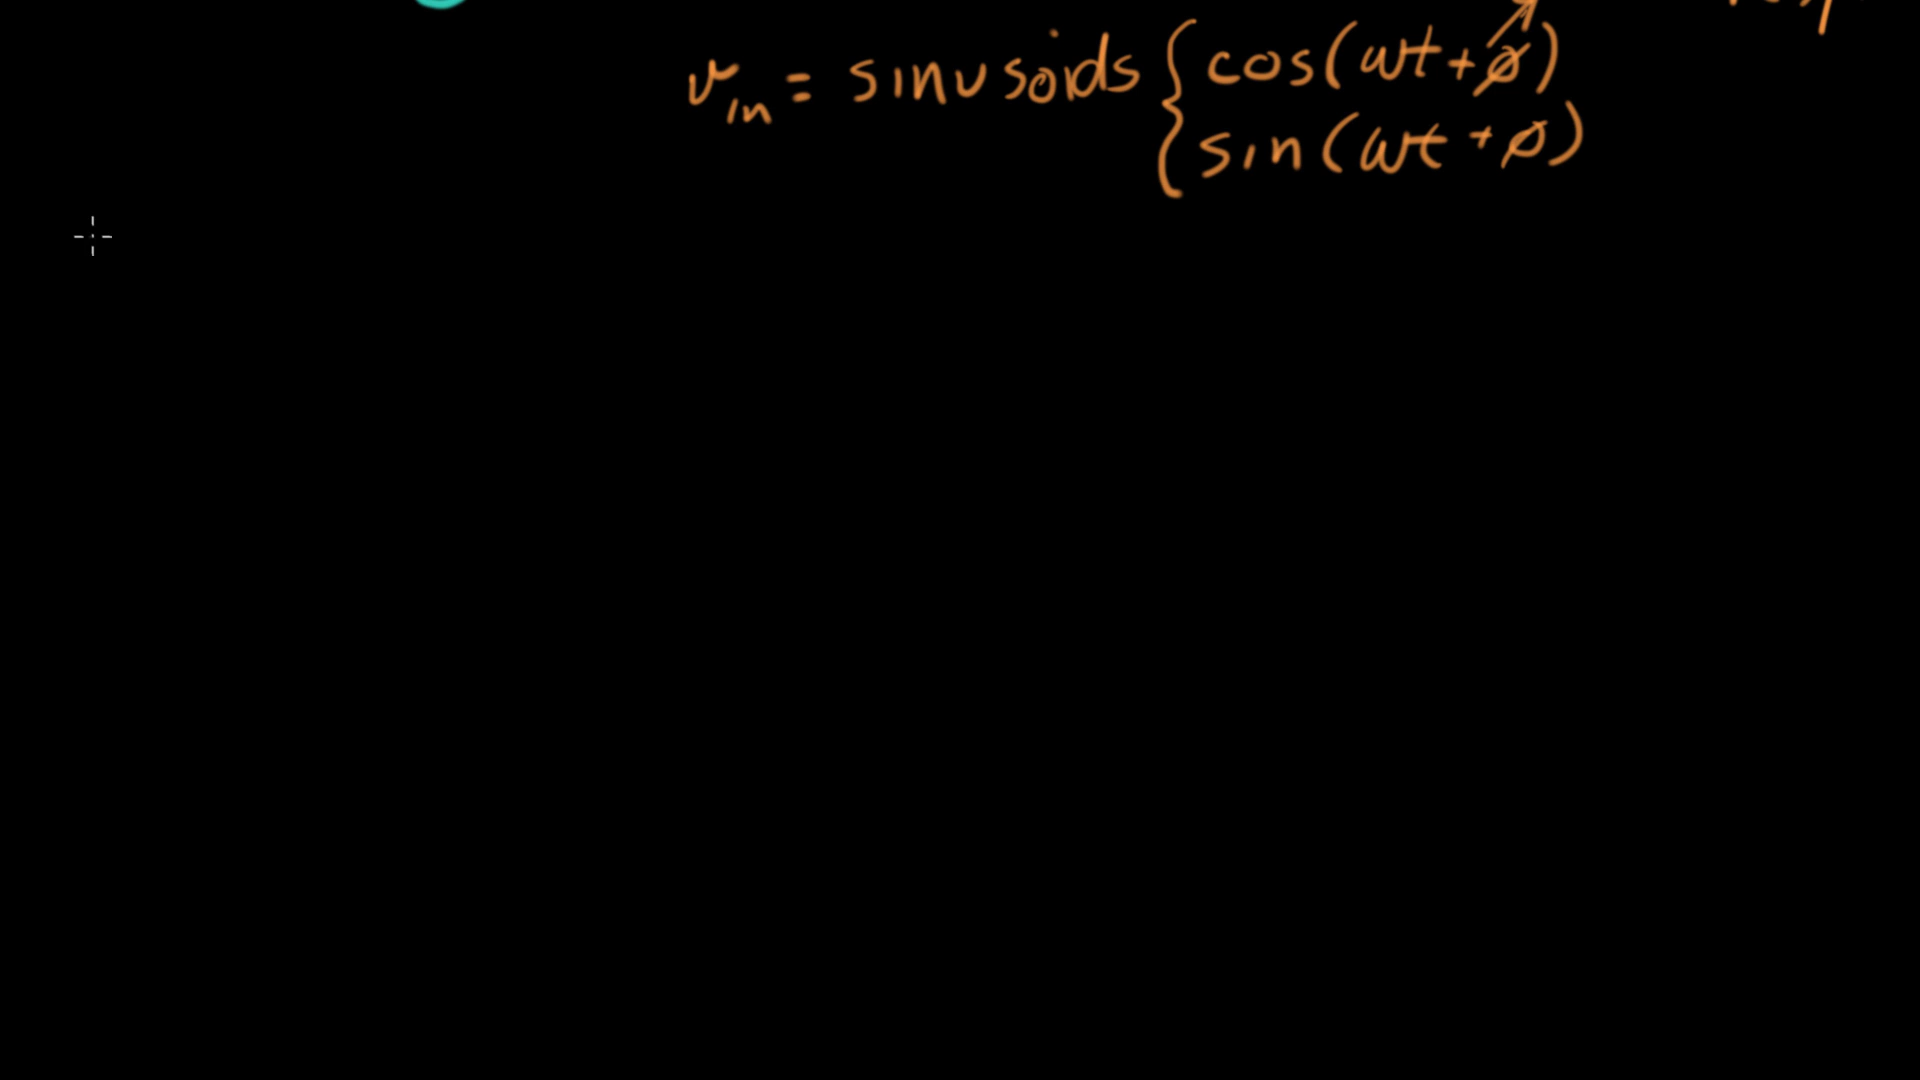 v_in = sinusoids { cos(ωt + ø)
sin(ωt + ø)